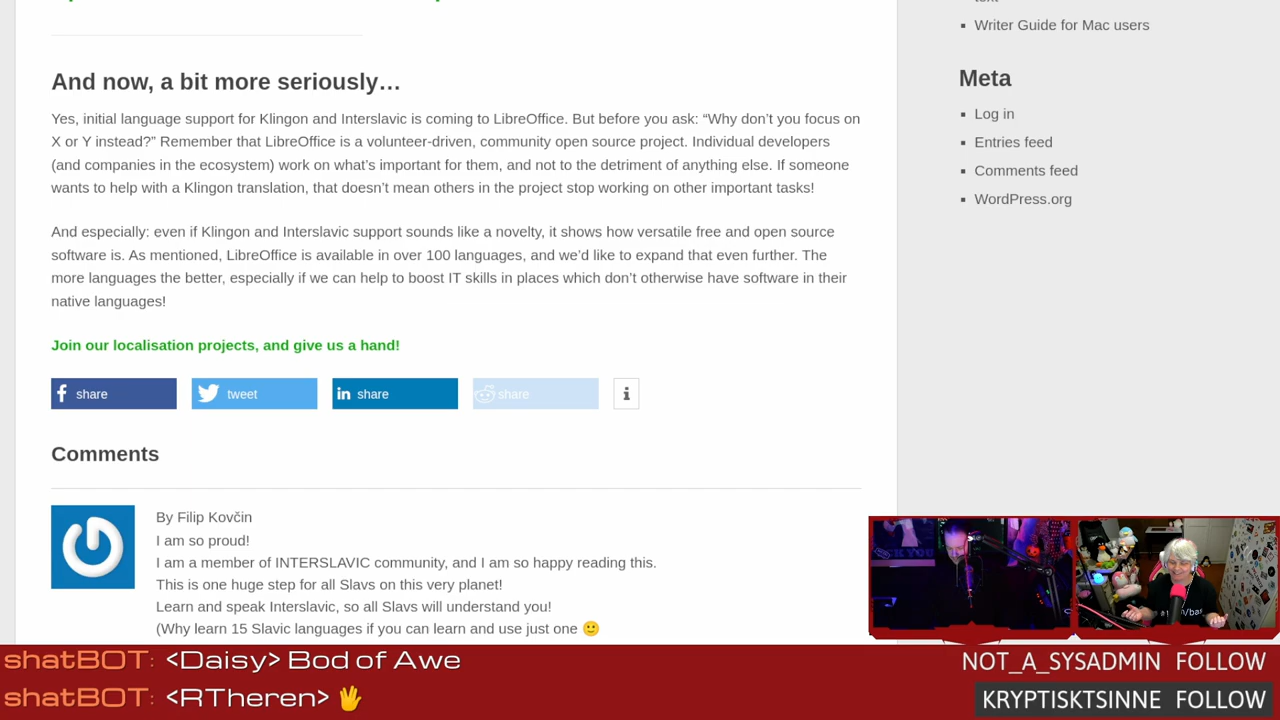 And now, a bit more seriously…
Yes, initial language support for Klingon and Interslavic is coming to LibreOffice. But before you ask: “Why don’t you focus on
X or Y instead?” Remember that LibreOffice is a volunteer-driven, community open source project. Individual developers
(and companies in the ecosystem) work on what’s important for them, and not to the detriment of anything else. If someone
wants to help with a Klingon translation, that doesn’t mean others in the project stop working on other important tasks!
And especially: even if Klingon and Interslavic support sounds like a novelty, it shows how versatile free and open source
software is. As mentioned, LibreOffice is available in over 100 languages, and we’d like to expand that even further. The
more languages the better, especially if we can help to boost IT skills in places which don’t otherwise have software in their
native languages!
Join our localisation projects, and give us a hand!
share
tweet
share
share
Comments
By Filip Kovčin
I am so proud!
I am a member of INTERSLAVIC community, and I am so happy reading this.
This is one huge step for all Slavs on this very planet!
Learn and speak Interslavic, so all Slavs will understand you!
(Why learn 15 Slavic languages if you can learn and use just one 🙂
Writer Guide for Mac users
Meta
Log in
Entries feed
Comments feed
WordPress.org
shatBOT: <Daisy> Bod of Awe
shatBOT: <RTheren> 🖖
NOT_A_SYSADMIN FOLLOW
KRYPTISKTSINNE FOLLOW